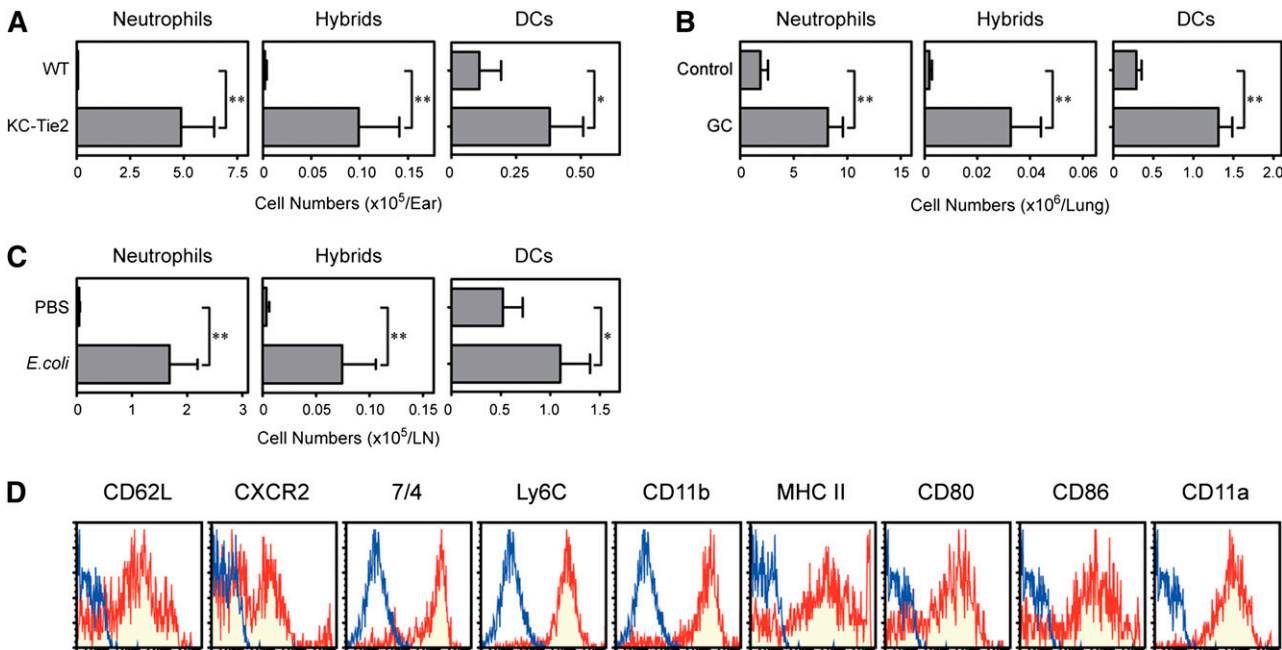 A
Neutrophils Hybrids DCs
WT
KC-Tie2
**
**
*
0 2.5 5.0 7.5 0 0.05 0.10 0.15 0 0.25 0.50
Cell Numbers (x10⁵/Ear)
B
Neutrophils Hybrids DCs
Control
GC
**
**
**
0 5 10 15 0 0.02 0.04 0.06 0 0.5 1.0 1.5 2.0
Cell Numbers (x10⁶/Lung)
C
Neutrophils Hybrids DCs
PBS
E.coli
**
**
*
0 1 2 3 0 0.05 0.10 0.15 0 0.5 1.0 1.5
Cell Numbers (x10⁵/LN)
D
CD62L CXCR2 7/4 Ly6C CD11b MHC II CD80 CD86 CD11a